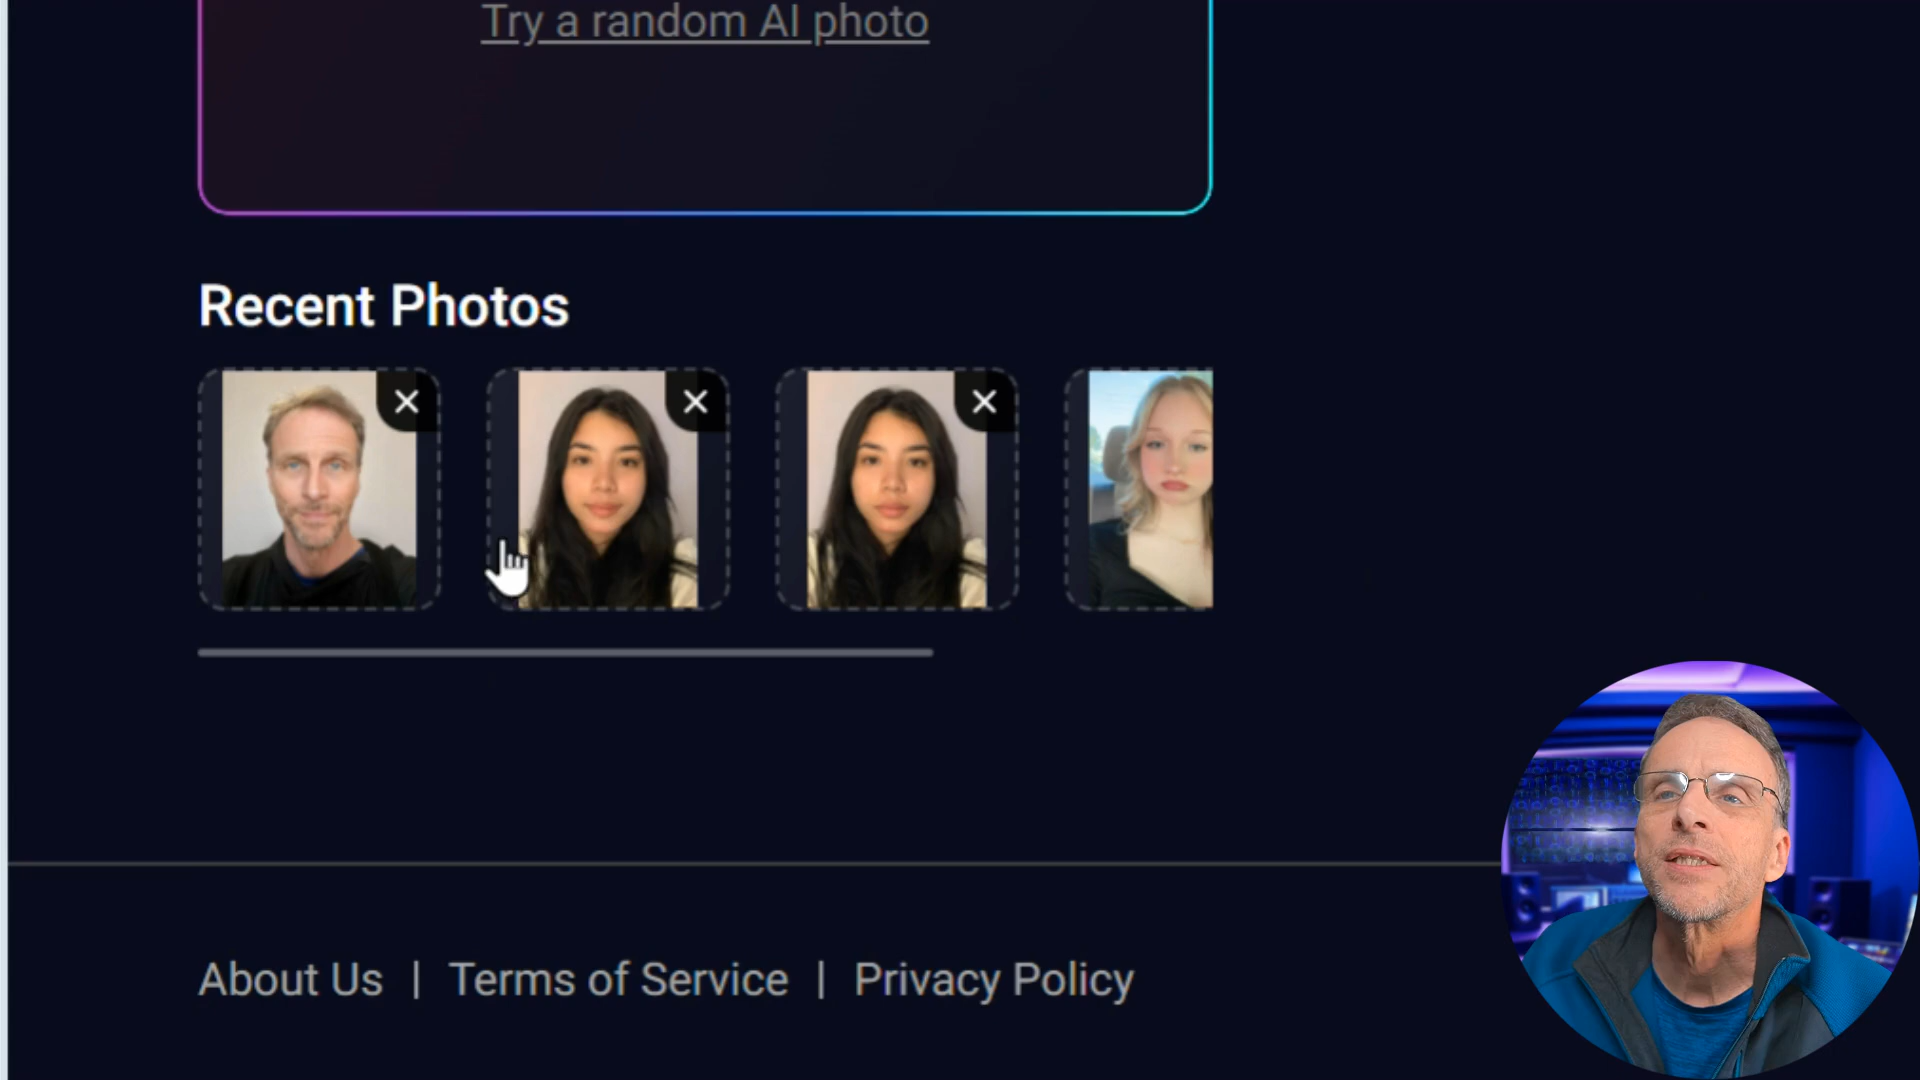 Try a random AI photo
Recent Photos
About Us | Terms of Service | Privacy Policy